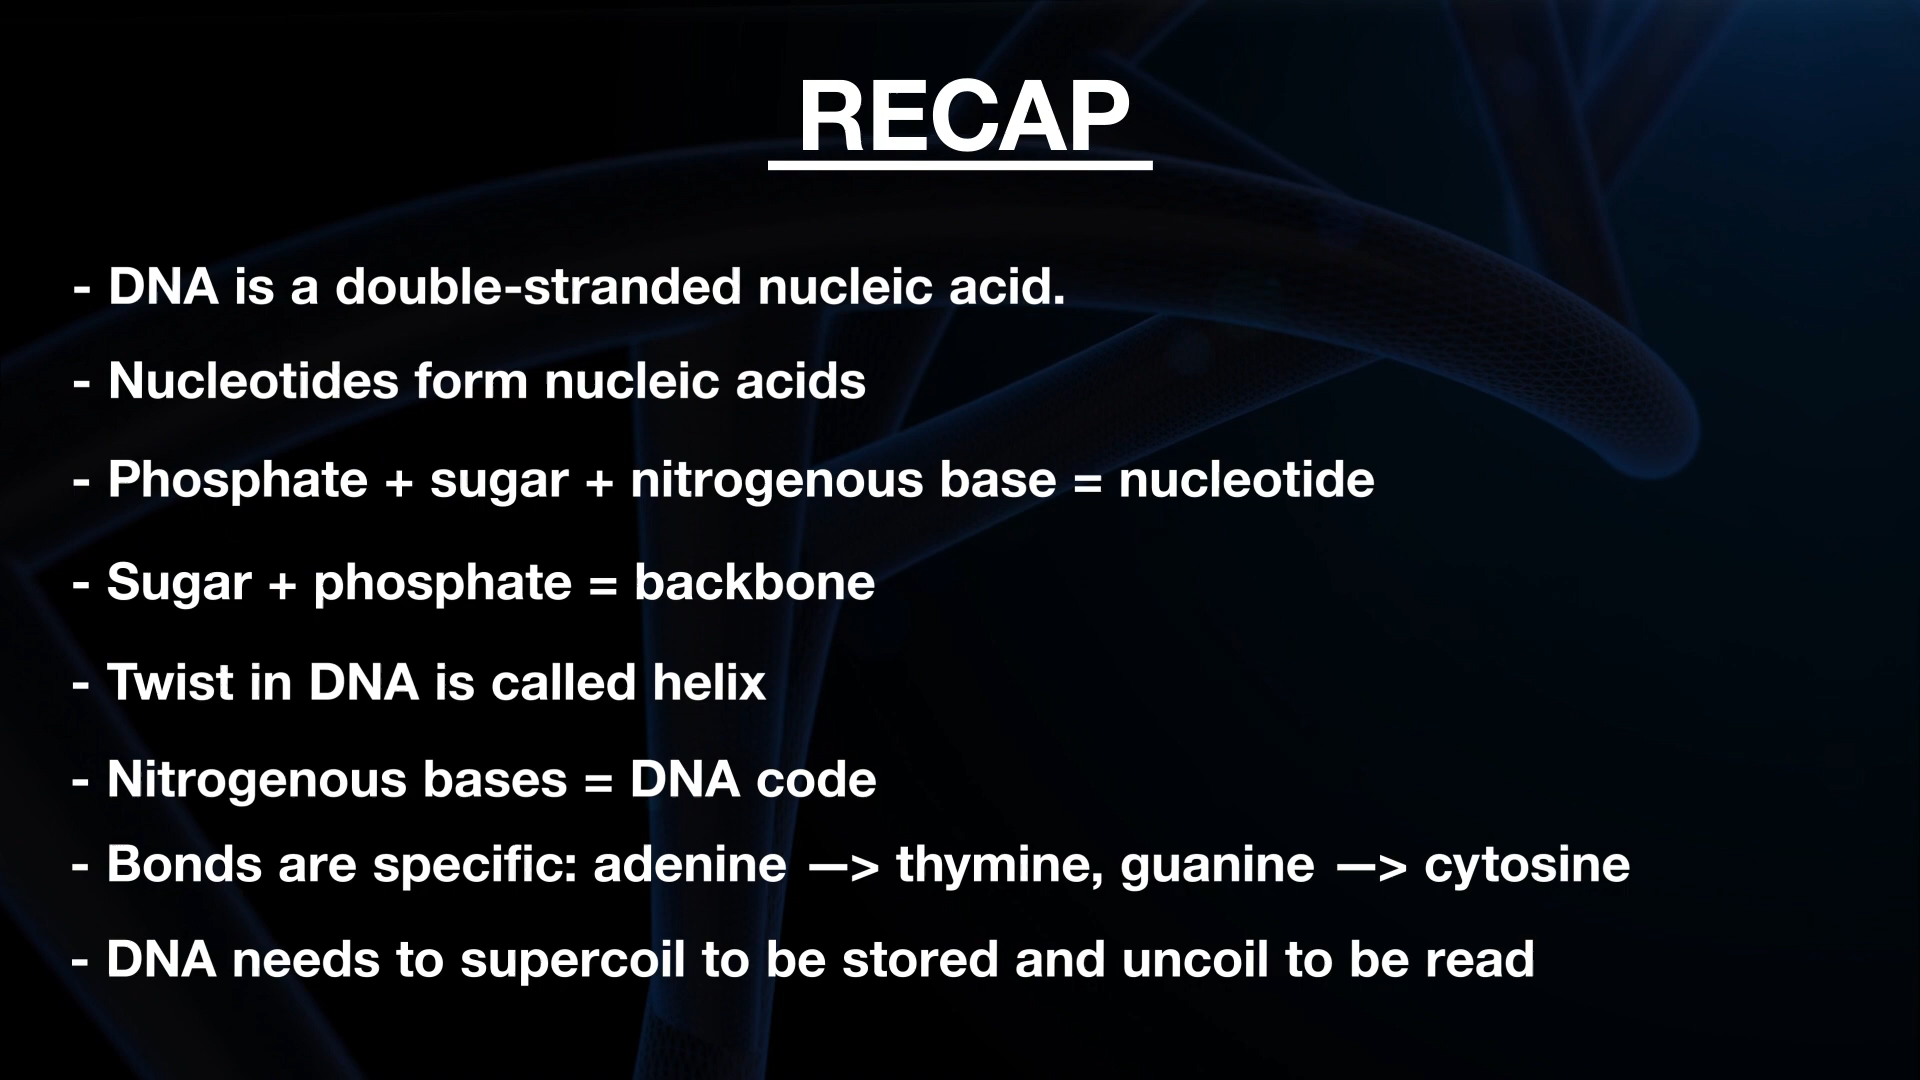 RECAP
- DNA is a double-stranded nucleic acid.
- Nucleotides form nucleic acids
- Phosphate + sugar + nitrogenous base = nucleotide
- Sugar + phosphate = backbone
- Twist in DNA is called helix
- Nitrogenous bases = DNA code
- Bonds are specific: adenine —> thymine, guanine —> cytosine
- DNA needs to supercoil to be stored and uncoil to be read